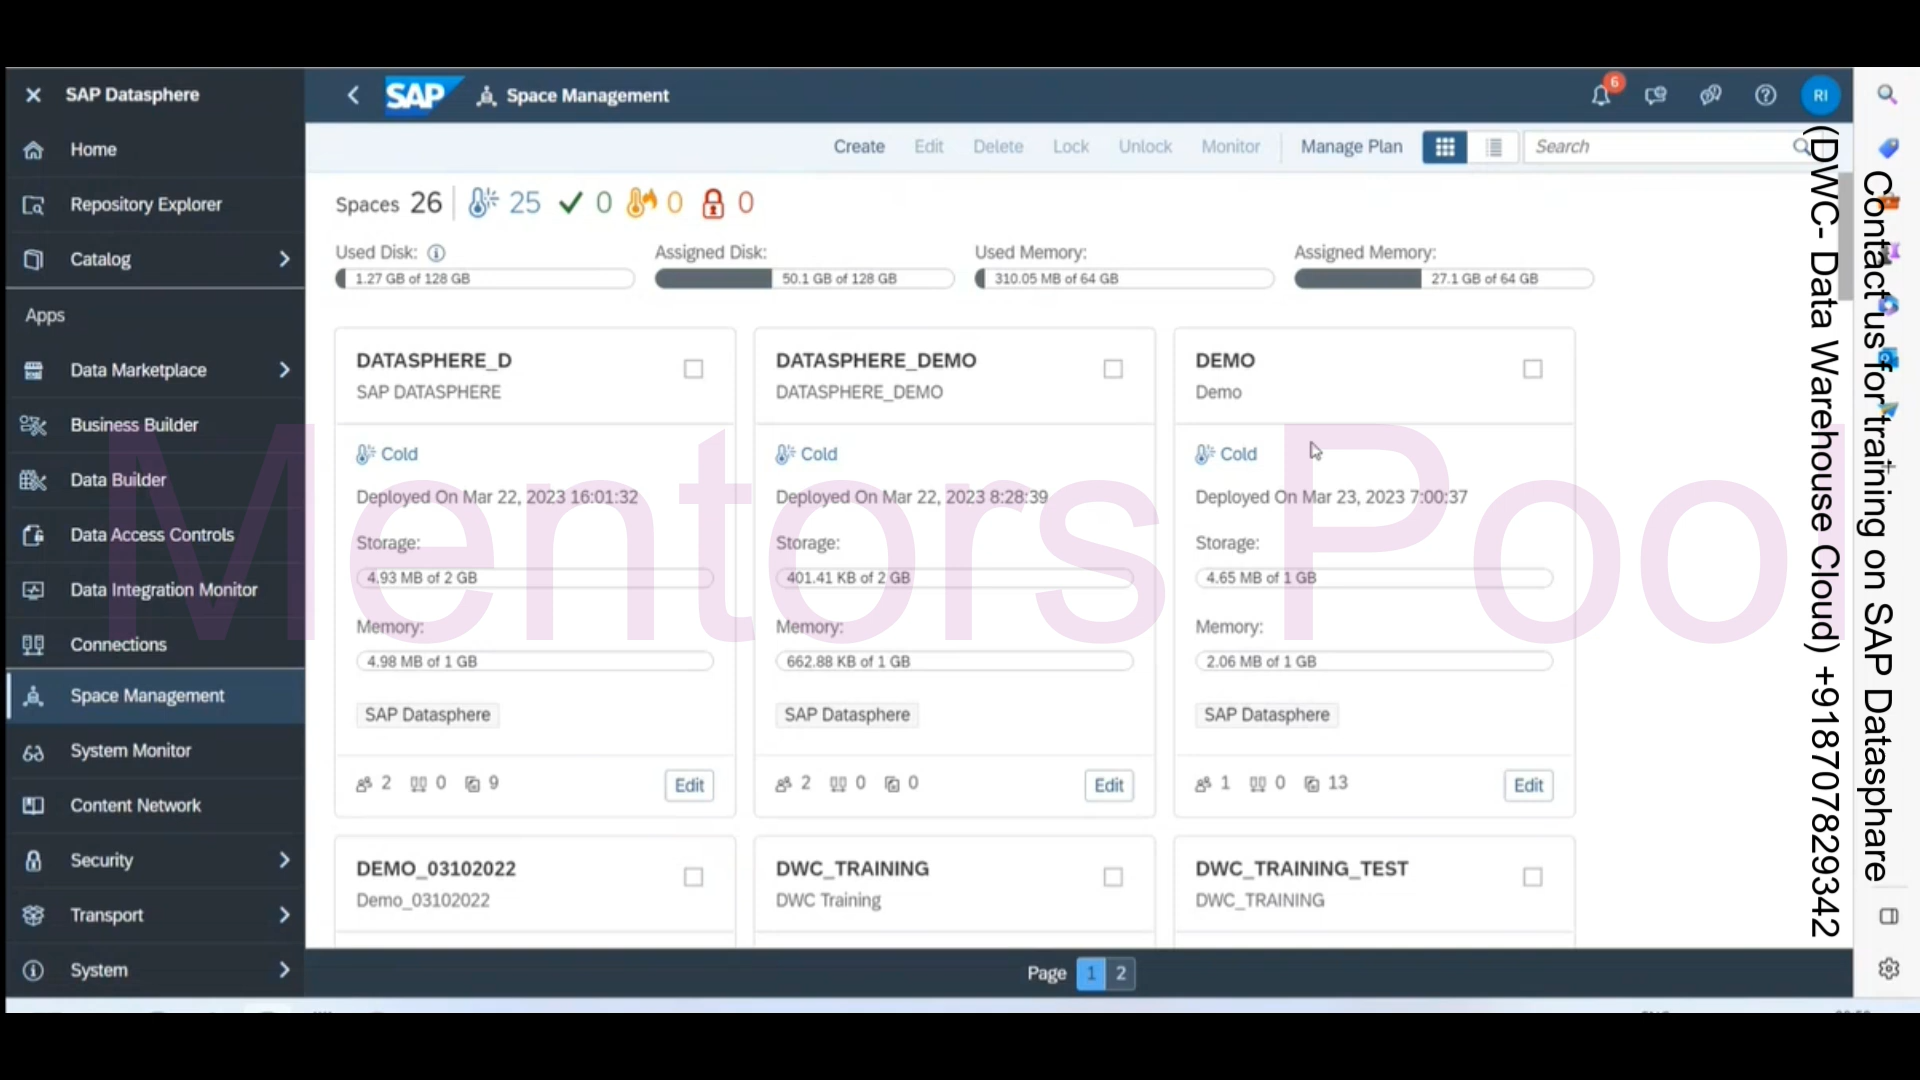 SAP Datasphere
Home
Repository Explorer
Catalog
Apps
Data Marketplace
Business Builder
Data Builder
Data Access Controls
Data Integration Monitor
Connections
Space Management
System Monitor
Content Network
Security
Transport
System
SAP Space Management
6
RI
Create Edit Delete Lock Unlock Monitor Manage Plan Search
Spaces 26 25 0 0 0
Used Disk: Assigned Disk: Used Memory: Assigned Memory:
1.27 GB of 128 GB 50.1 GB of 128 GB 310.05 MB of 64 GB 27.1 GB of 64 GB
DATASPHERE_D
SAP DATASPHERE
Cold
Deployed On Mar 22, 2023 16:01:32
Storage:
4.93 MB of 2 GB
Memory:
4.98 MB of 1 GB
SAP Datasphere
2 0 9 Edit
DATASPHERE_DEMO
DATASPHERE_DEMO
Cold
Deployed On Mar 22, 2023 8:28:39
Storage:
401.41 KB of 2 GB
Memory:
662.88 KB of 1 GB
SAP Datasphere
2 0 0 Edit
DEMO
Demo
Cold
Deployed On Mar 23, 2023 7:00:37
Storage:
4.65 MB of 1 GB
Memory:
2.06 MB of 1 GB
SAP Datasphere
1 0 13 Edit
DEMO_03102022
Demo_03102022
DWC_TRAINING
DWC Training
DWC_TRAINING_TEST
DWC_TRAINING
Page 1 2
Mentors Pool
Contact us for training on SAP Datasphare
(DWC- Data Warehouse Cloud) +918707829342